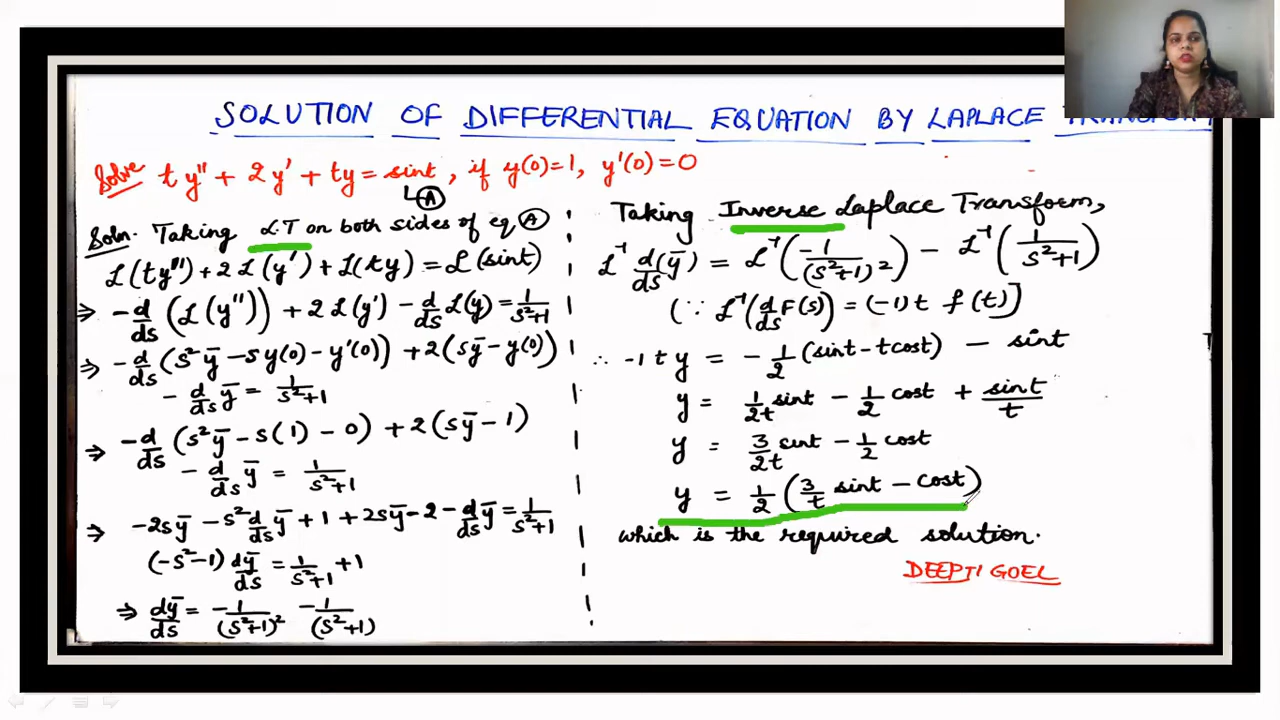 SOLUTION OF DIFFERENTIAL EQUATION BY LAPLACE TRANSFORM
Solve ty'' + 2y' + ty = sint, if y(0)=1, y'(0)=0
↳Ⓐ
Soln. Taking L.T on both sides of eq Ⓐ
L(ty'') + 2L(y') + L(ty) = L(sint)
⇒ -d/ds (L(y'')) + 2L(y') - d/ds L(y) = 1/(s²+1)
⇒ -d/ds (s²ȳ - sy(0) - y'(0)) + 2(sȳ - y(0))
- d/ds ȳ = 1/(s²+1)
⇒ -d/ds (s²ȳ - s(1) - 0) + 2(sȳ - 1)
- d/ds ȳ = 1/(s²+1)
⇒ -2sȳ - s² d/ds ȳ + 1 + 2sȳ - 2 - d/ds ȳ = 1/(s²+1)
(-s²-1) dȳ/ds = 1/(s²+1) + 1
⇒ dȳ/ds = -1/(s²+1)² - 1/(s²+1)
Taking Inverse Laplace Transform,
L⁻¹ d/ds(ȳ) = L⁻¹(-1/(s²+1)²) - L⁻¹(1/(s²+1))
(∵ L⁻¹(d/ds F(s)) = (-1)t f(t)]
∴ -1 t y = -1/2 (sint - tcost) - sint
y = 1/2t sint - 1/2 cost + sint/t
y = 3/2t sint - 1/2 cost
y = 1/2 (3/t sint - cost)
which is the required solution.
DEEPTI GOEL